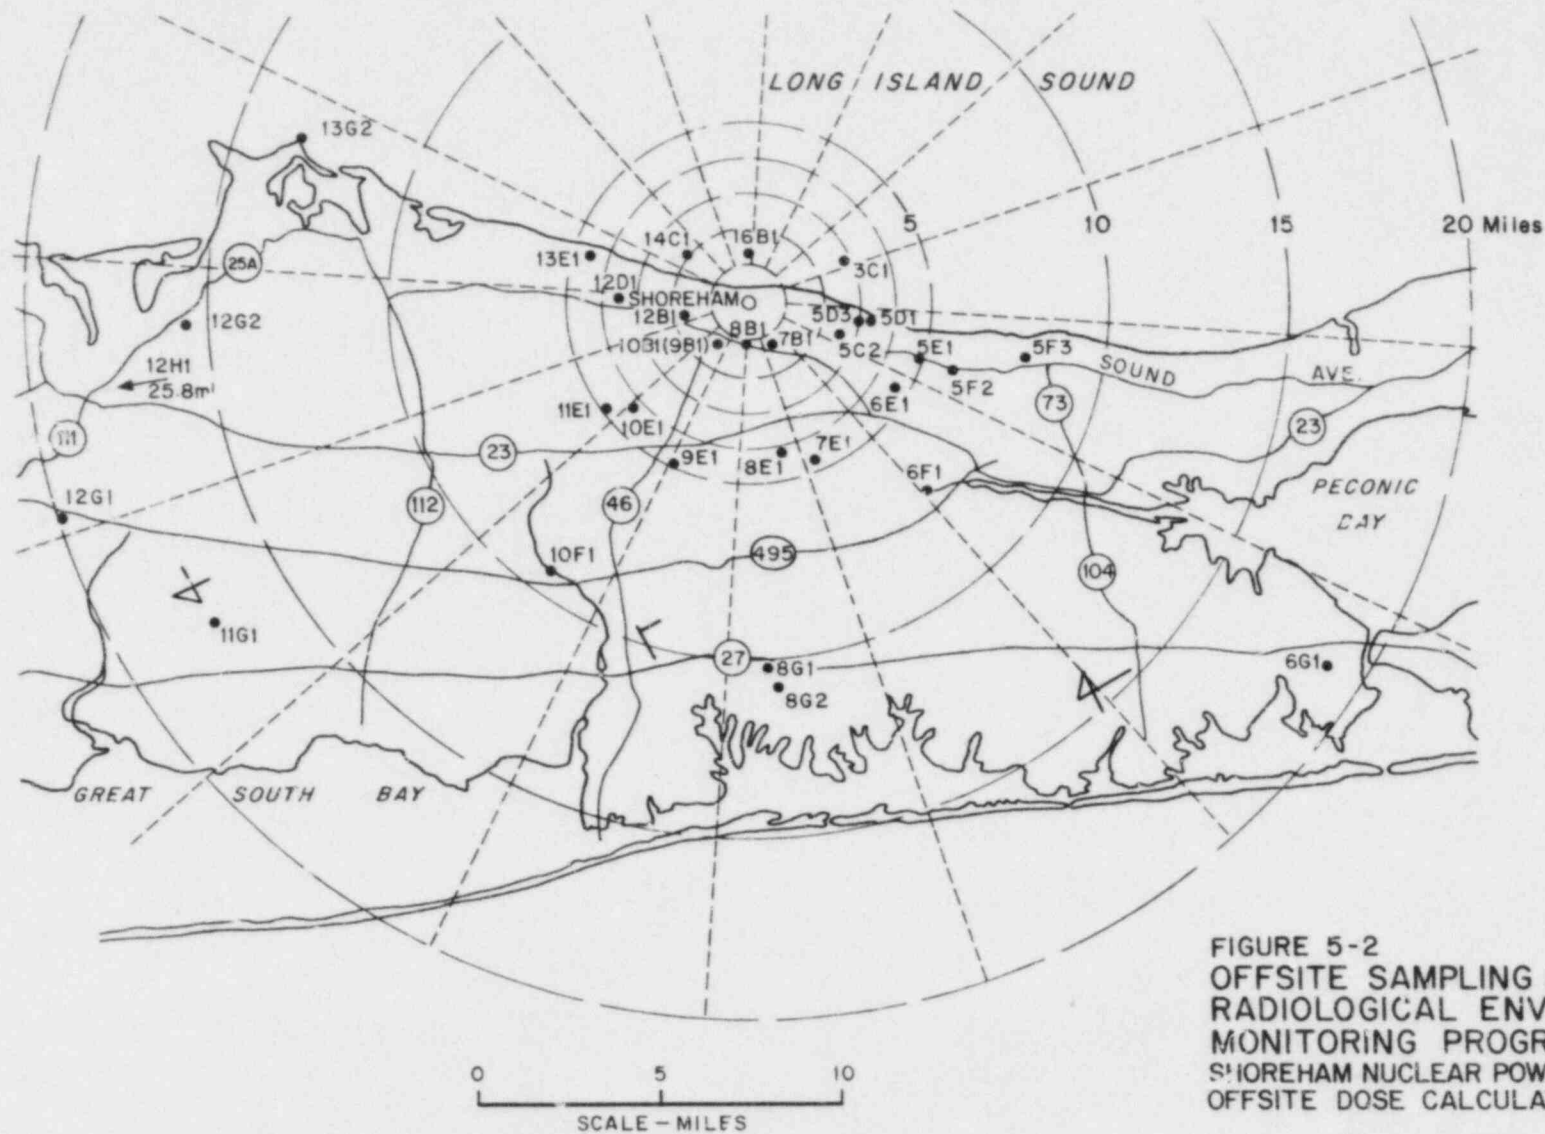 LONG ISLAND SOUND
13G2
5
10
15
20 Miles
14C1
16B1
13E1
3C1
25A
12D1
SHOREHAM
12B1
5D3
5D1
12G2
8B1
7B1
1031(9B1)
5C2
5E1
5F3
SOUND AVE.
12H1
25.8mi
5F2
6E1
73
11E1
10E1
23
111
23
9E1
8E1
7E1
6F1
PECONIC
12G1
112
46
10F1
495
104
11G1
27
8G1
6G1
8G2
GREAT SOUTH BAY
FIGURE 5-2
OFFSITE SAMPLING
RADIOLOGICAL ENV
MONITORING PROGR
SHOREHAM NUCLEAR POW
OFFSITE DOSE CALCULA
0 5 10
SCALE - MILES